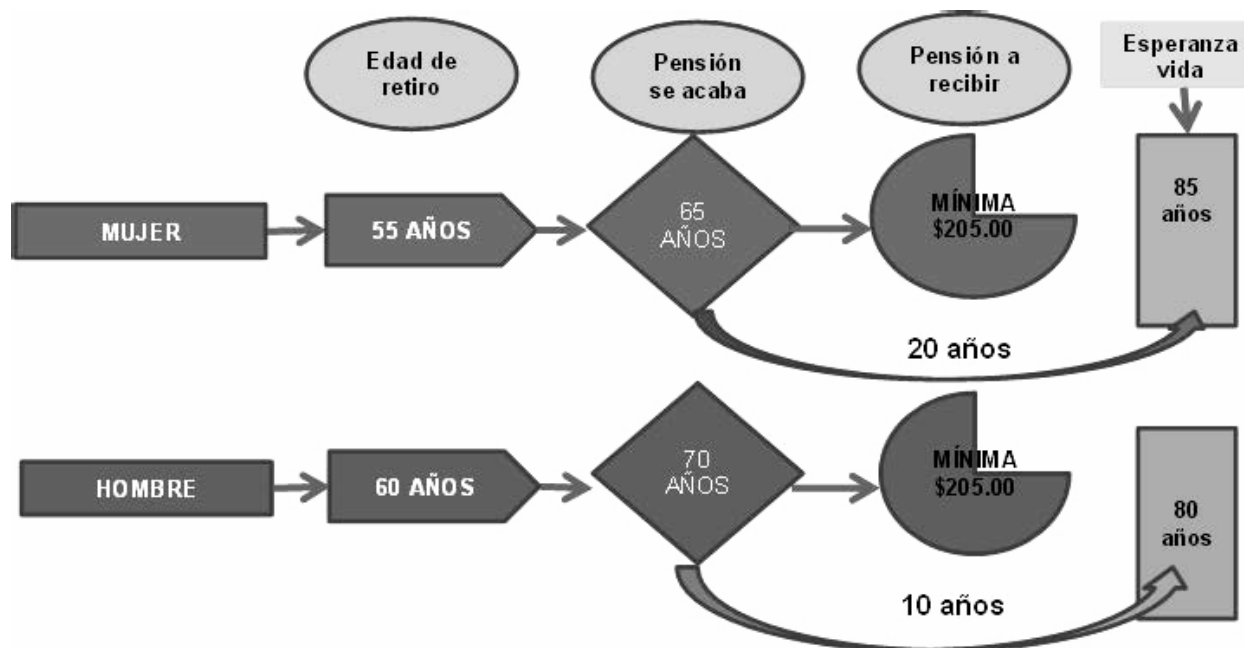 Edad de
retiro
Pensión
se acaba
Pensión a
recibir
Esperanza
vida
MUJER
55 AÑOS
65
AÑOS
MÍNIMA
$205.00
85
años
20 años
HOMBRE
60 AÑOS
70
AÑOS
MÍNIMA
$205.00
80
años
10 años